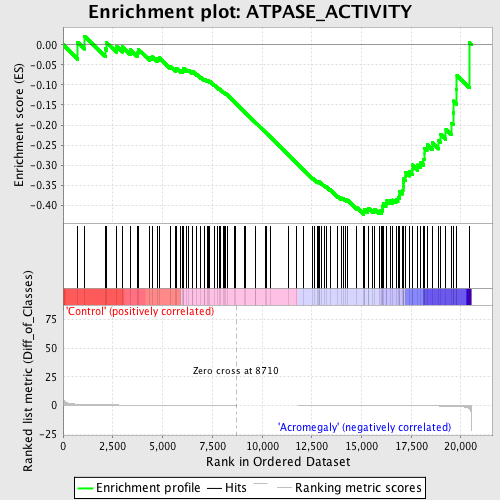 Enrichment plot: ATPASE_ACTIVITY
Enrichment score (ES)
0.00
-0.05
-0.10
-0.15
-0.20
-0.25
-0.30
-0.35
-0.40
'Control' (positively correlated)
Ranked list metric (Diff_of_Classes)
75
50
25
0
-25
Zero cross at 8710
'Acromegaly' (negatively correlated)
0
2,500
5,000
7,500
10,000
12,500
15,000
17,500
20,000
Rank in Ordered Dataset
Enrichment profile
Hits
Ranking metric scores